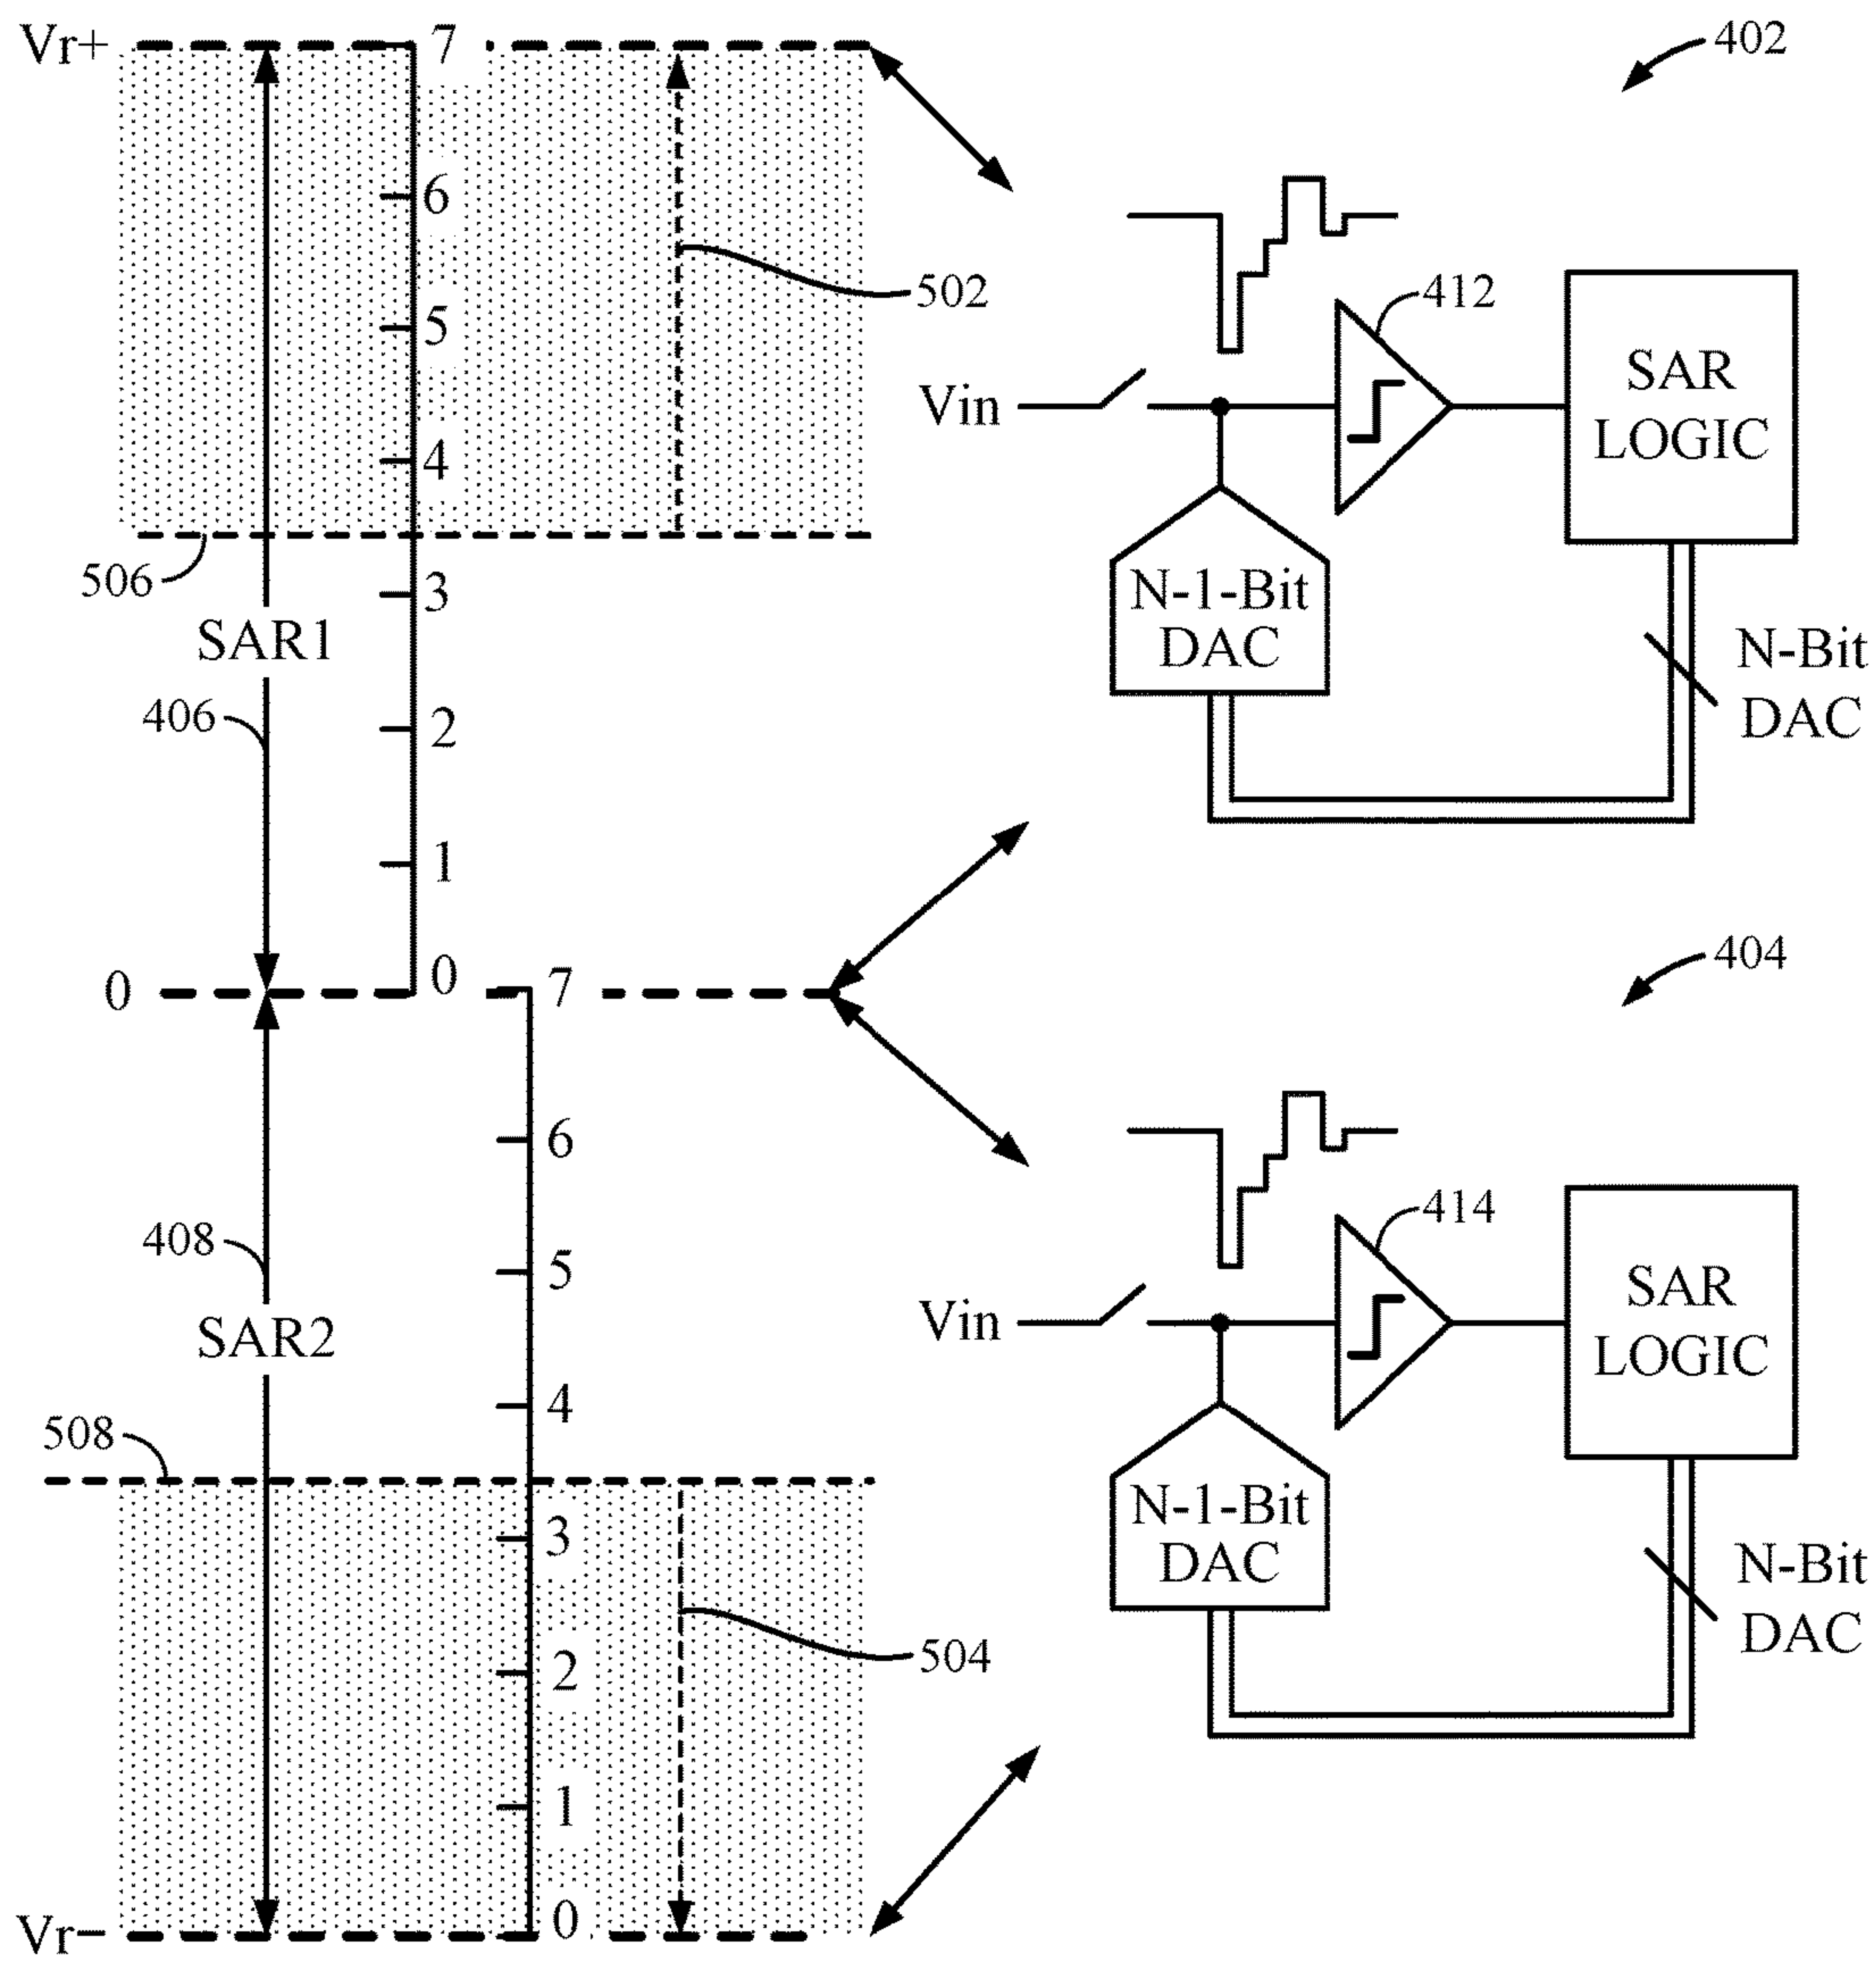 Vr+
7
402
6
502
412
5
SAR
LOGIC
Vin
4
506
3
N-1-Bit
DAC
SAR1
N-Bit
DAC
406
2
1
0
0
7
404
6
408
414
5
SAR
LOGIC
Vin
SAR2
4
508
3
N-1-Bit
DAC
N-Bit
DAC
504
2
1
0
Vr−